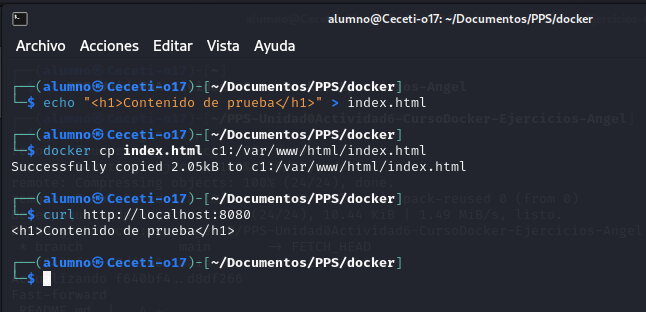 alumno@Ceceti-o17: ~/Documentos/PPS/docker
Archivo Acciones Editar Vista Ayuda
┌──(alumno㉿Ceceti-o17)-[~/Documentos/PPS/docker]
└─$ echo "<h1>Contenido de prueba</h1>" > index.html
┌──(alumno㉿Ceceti-o17)-[~/Documentos/PPS/docker]
└─$ docker cp index.html c1:/var/www/html/index.html
Successfully copied 2.05kB to c1:/var/www/html/index.html
┌──(alumno㉿Ceceti-o17)-[~/Documentos/PPS/docker]
└─$ curl http://localhost:8080
<h1>Contenido de prueba</h1>
┌──(alumno㉿Ceceti-o17)-[~/Documentos/PPS/docker]
└─$